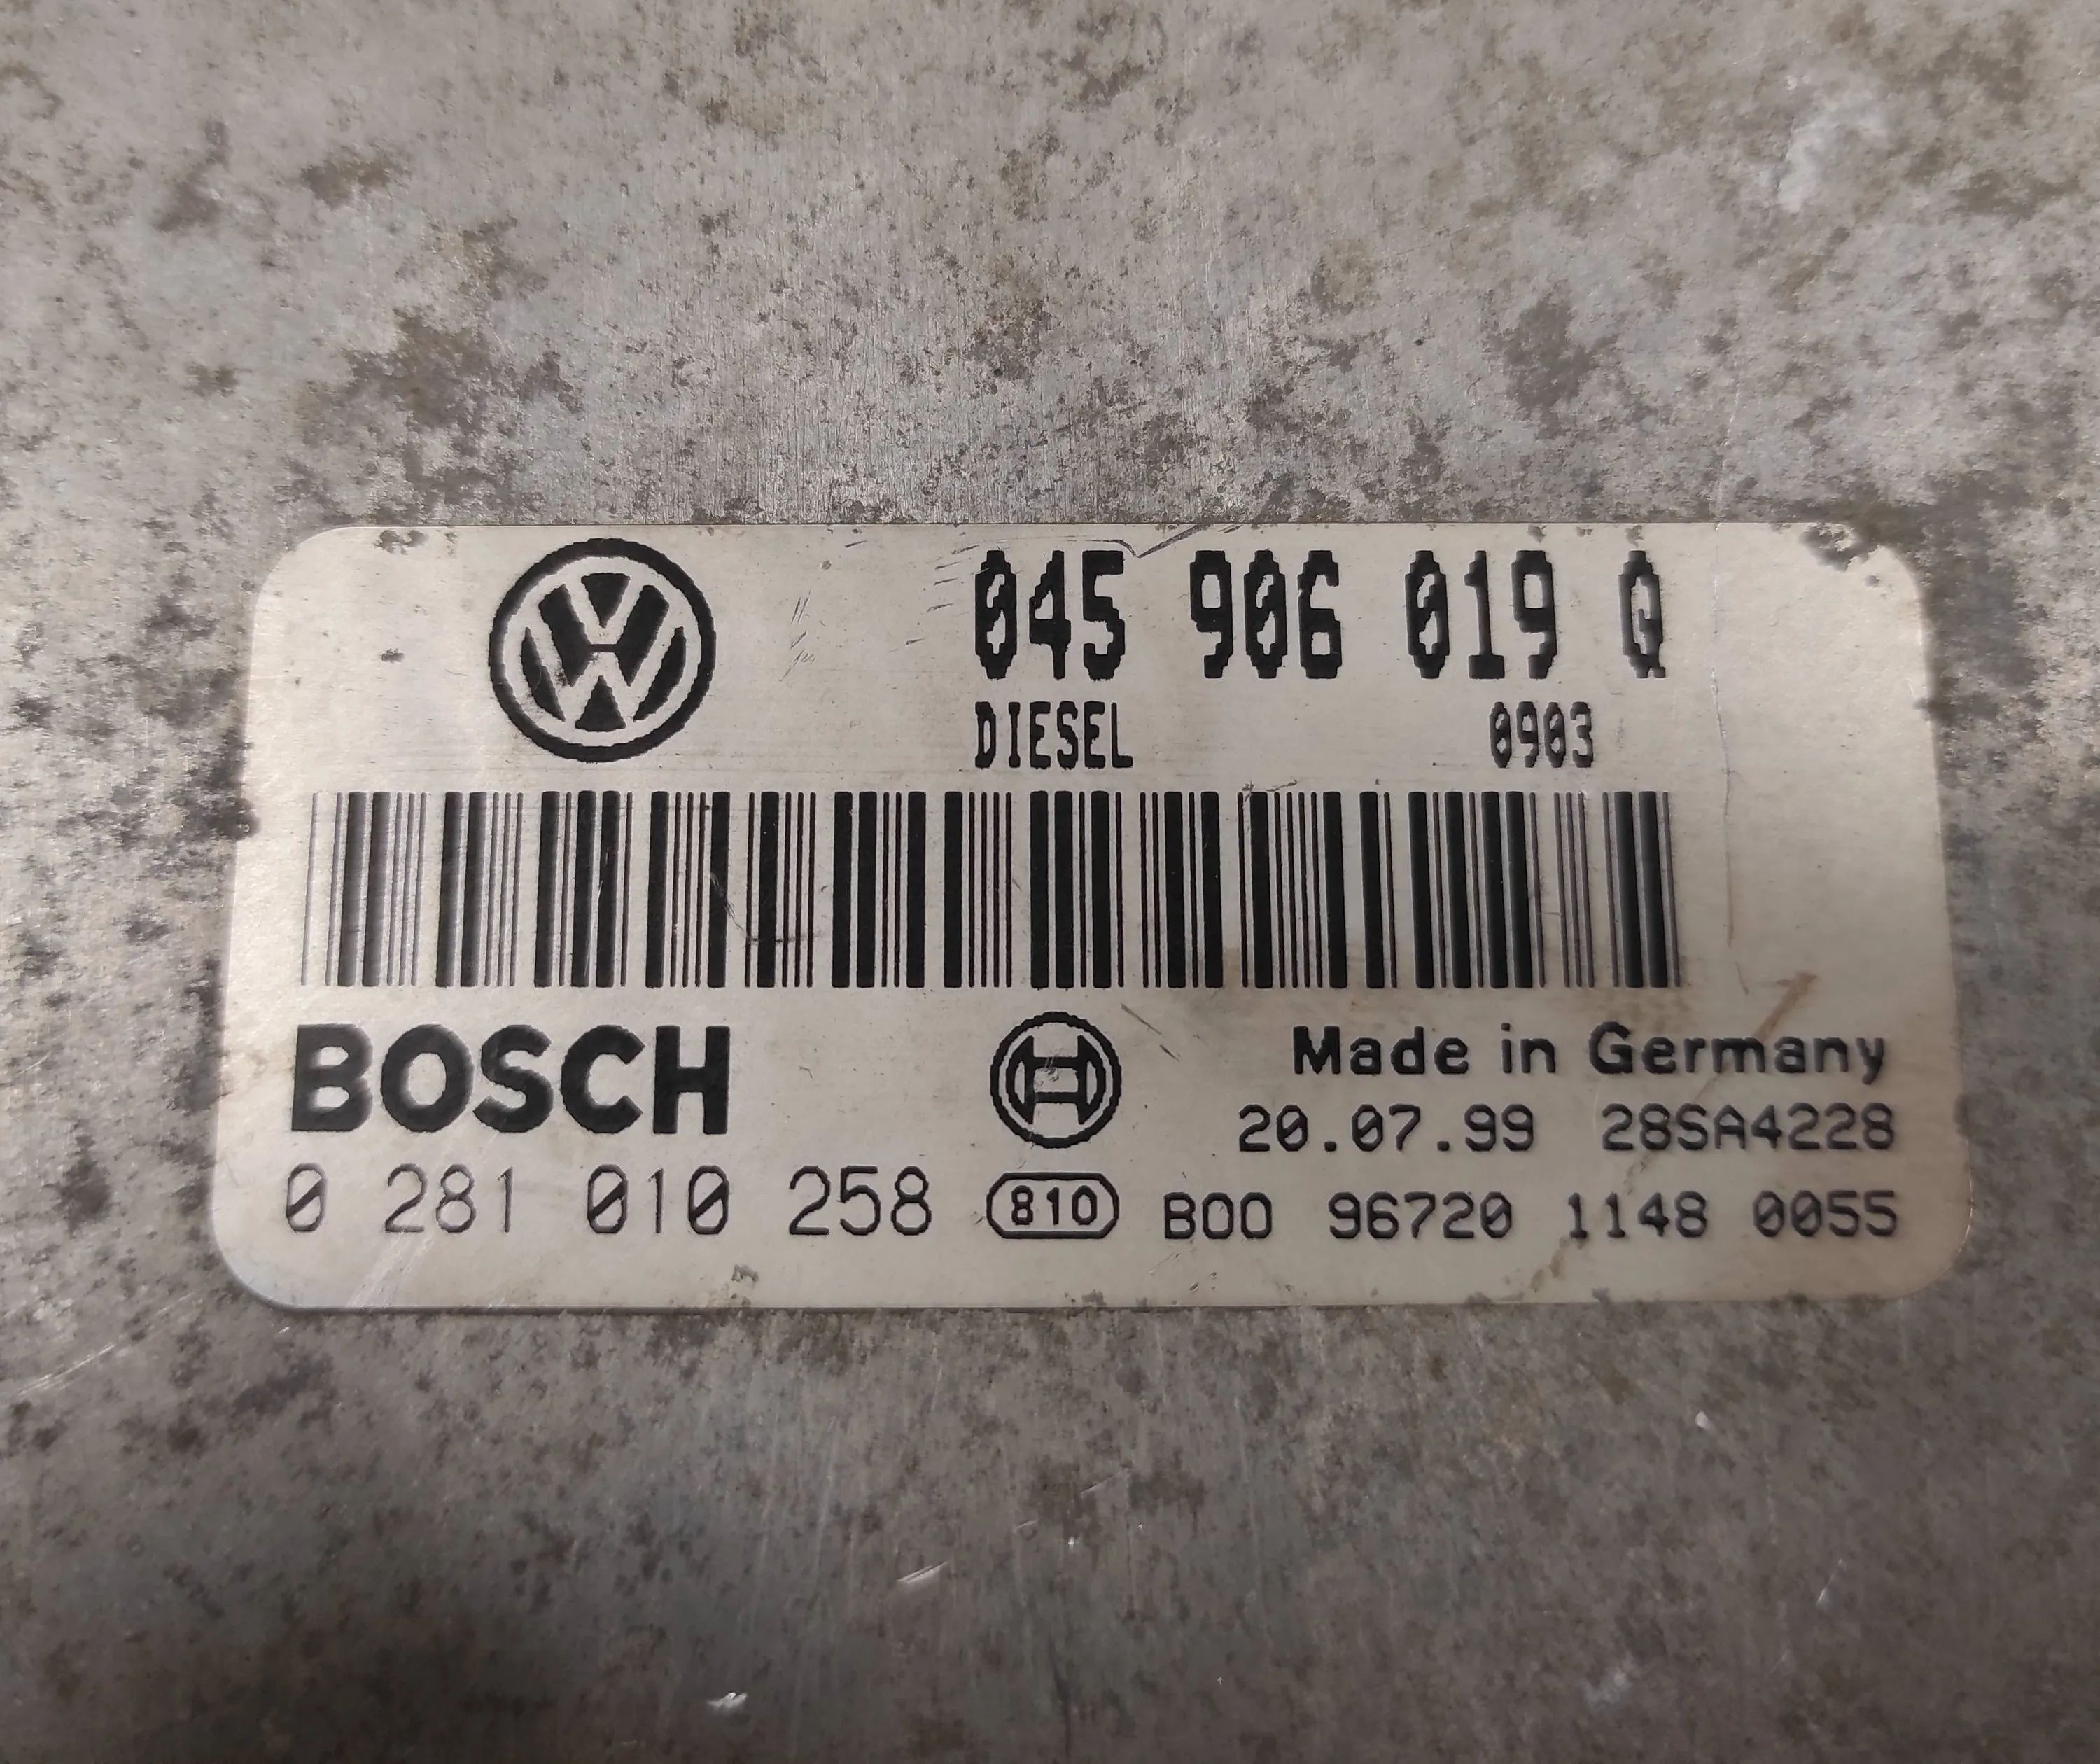 045 906 019 Q
DIESEL 0903
BOSCH
Made in Germany
20.07.99 28SA4228
0 281 010 258 810 B00 96720 1148 0055